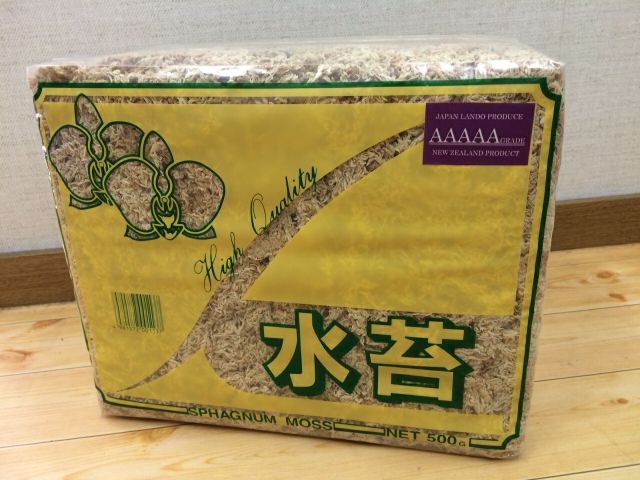 JAPAN LANDO PRODUCE
AAAAA GRADE
NEW ZEALAND PRODUCT
High Quality
水苔
SPHAGNUM MOSS
NET 500G